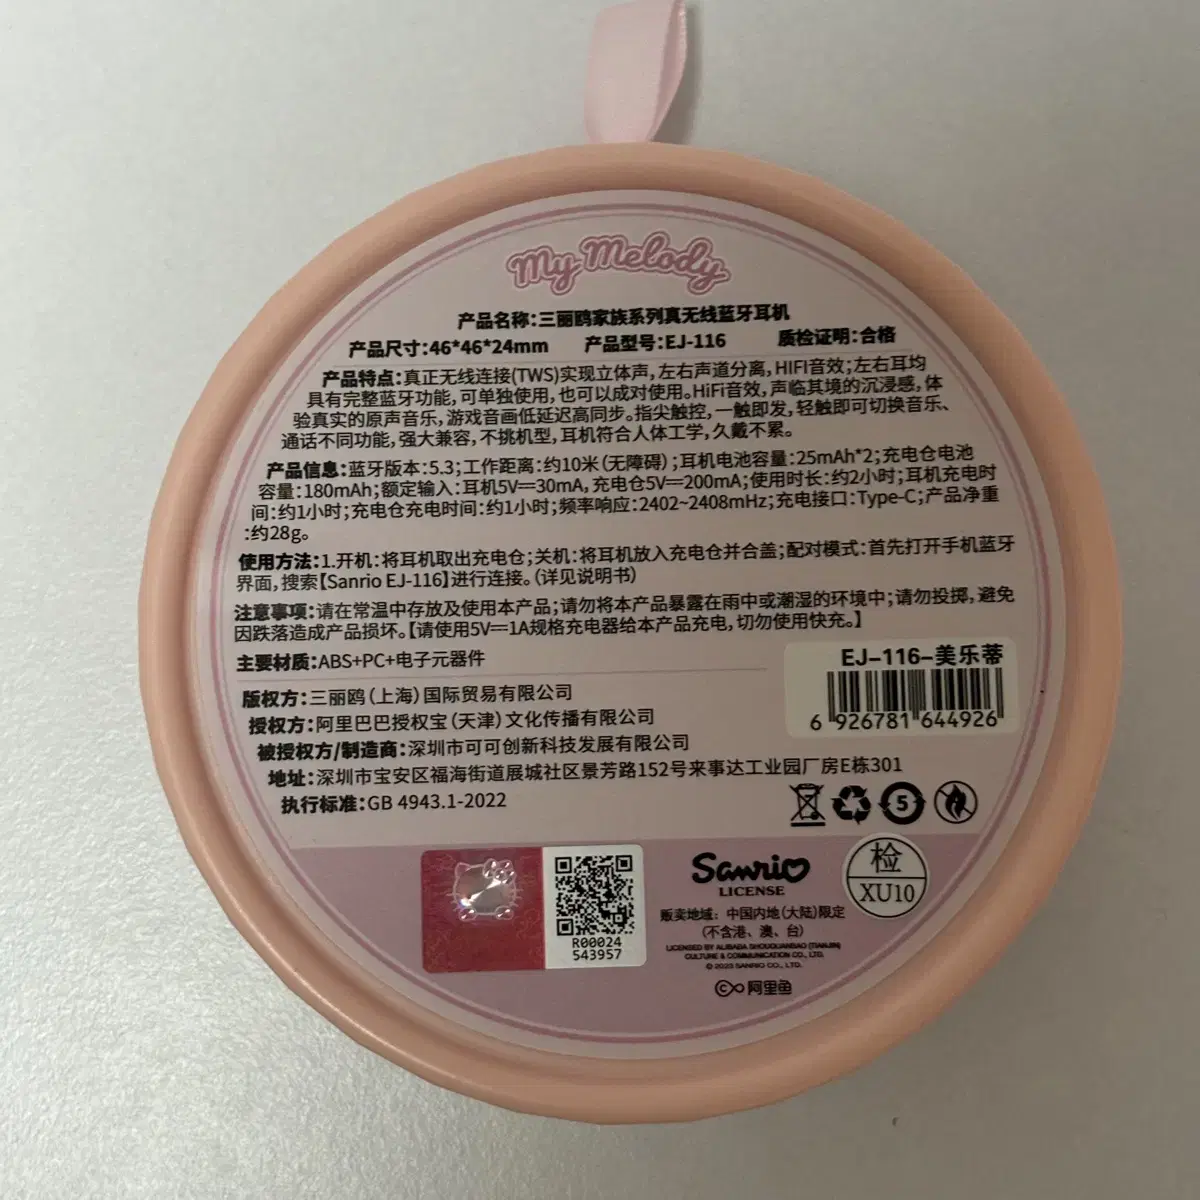 My Melody
产品名称:三丽鸥家族系列真无线蓝牙耳机
产品尺寸:46*46*24mm 产品型号:EJ-116 质检证明:合格
产品特点:真正无线连接(TWS)实现立体声,左右声道分离,HIFI音效;左右耳均
具有完整蓝牙功能,可单独使用,也可以成对使用。HiFi音效,声临其境的沉浸感,体
验真实的原声音乐,游戏音画低延迟高同步。指尖触控,一触即发,轻触即可切换音乐、
通话不同功能,强大兼容,不挑机型,耳机符合人体工学,久戴不累。
产品信息:蓝牙版本:5.3;工作距离:约10米(无障碍);耳机电池容量:25mAh*2;充电仓电池
容量:180mAh;额定输入:耳机5V⎓30mA,充电仓5V⎓200mA;使用时长:约2小时;耳机充电时
间:约1小时;充电仓充电时间:约1小时;频率响应:2402~2408mHz;充电接口:Type-C;产品净重
:约28g。
使用方法:1.开机:将耳机取出充电仓;关机:将耳机放入充电仓并合盖;配对模式:首先打开手机蓝牙
界面,搜索【Sanrio EJ-116】进行连接。(详见说明书)
注意事项:请在常温中存放及使用本产品;请勿将本产品暴露在雨中或潮湿的环境中;请勿投掷,避免
因跌落造成产品损坏。【请使用5V⎓1A规格充电器给本产品充电,切勿使用快充。】
主要材质:ABS+PC+电子元器件
EJ-116-美乐蒂
6 926781 644926
版权方:三丽鸥(上海)国际贸易有限公司
授权方:阿里巴巴授权宝(天津)文化传播有限公司
被授权方/制造商:深圳市可可创新科技发展有限公司
地址:深圳市宝安区福海街道展城社区景芳路152号来事达工业园厂房E栋301
执行标准:GB 4943.1-2022
5
R00024
543957
Sanrio
LICENSE
检
XU10
贩卖地域:中国内地(大陆)限定
(不含港、澳、台)
LICENSED BY ALIBABA SHOUQUANBAO (TIANJIN)
CULTURE & COMMUNICATION CO., LTD.
© 2023 SANRIO CO., LTD.
阿里鱼